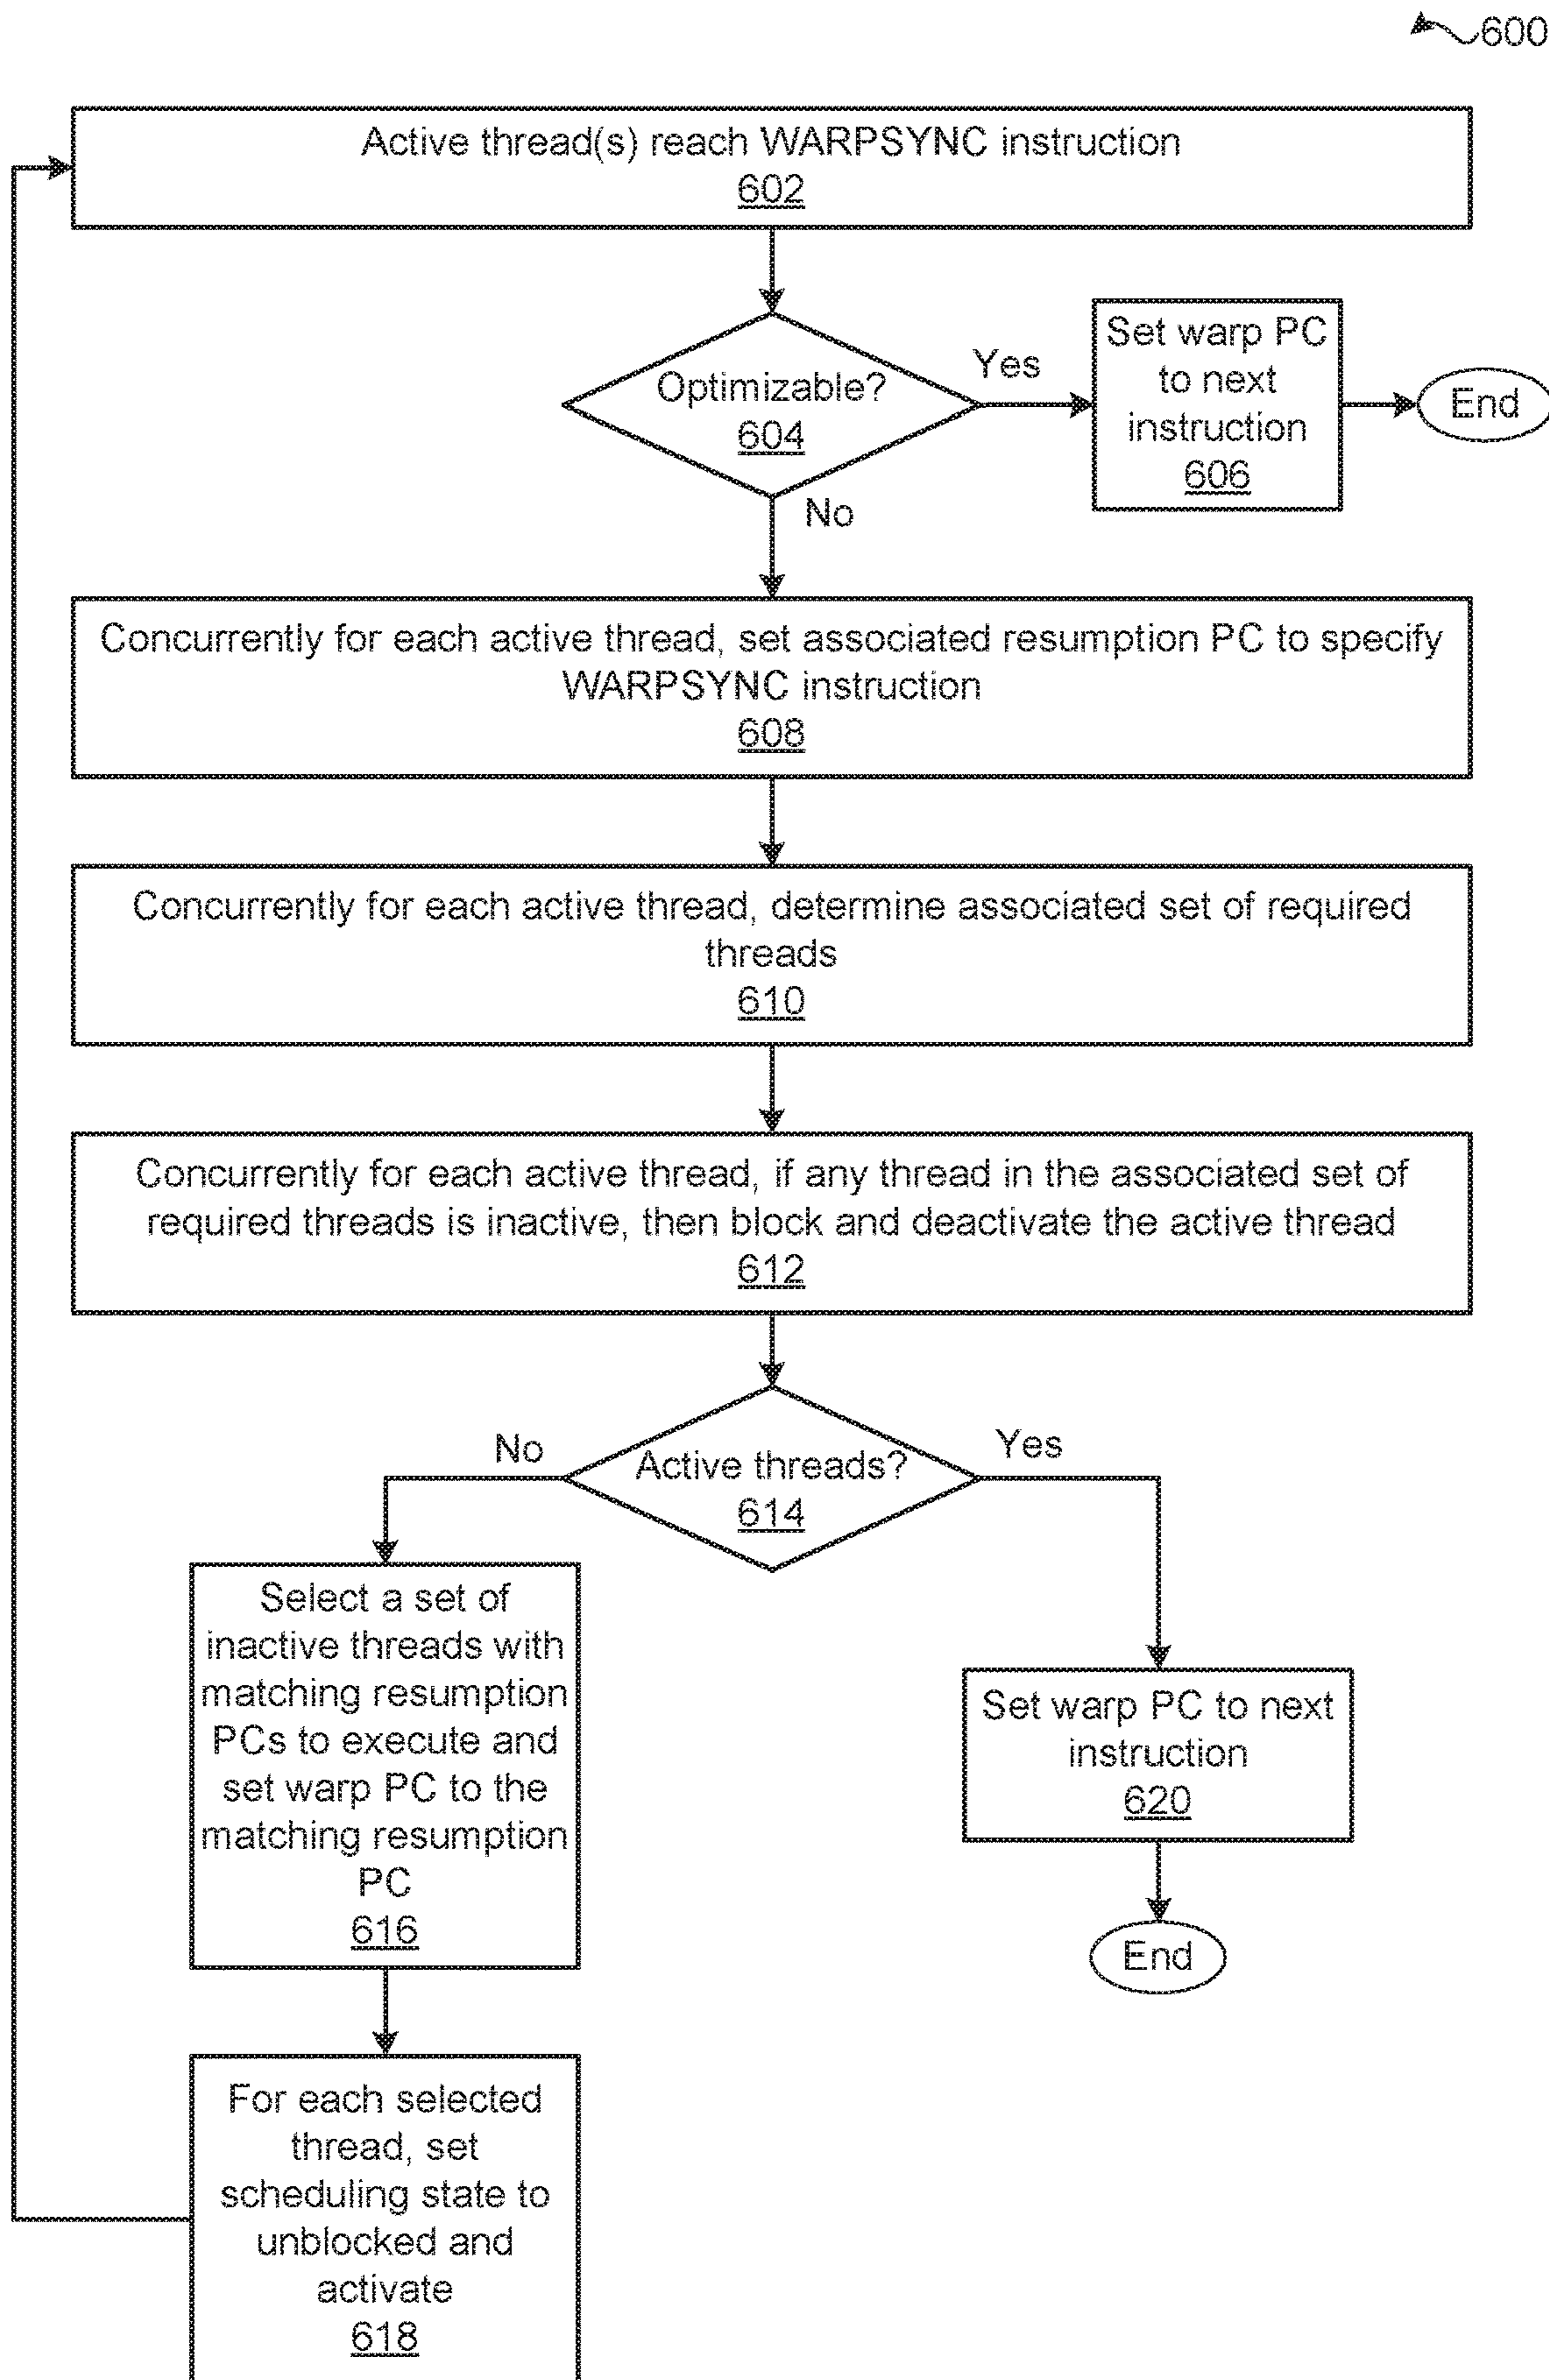 600
Active thread(s) reach WARPSYNC instruction
602
Optimizable?
604
Yes
Set warp PC
to next
instruction
606
End
No
Concurrently for each active thread, set associated resumption PC to specify
WARPSYNC instruction
608
Concurrently for each active thread, determine associated set of required
threads
610
Concurrently for each active thread, if any thread in the associated set of
required threads is inactive, then block and deactivate the active thread
612
Active threads?
614
No
Yes
Select a set of
inactive threads with
matching resumption
PCs to execute and
set warp PC to the
matching resumption
PC
616
Set warp PC to next
instruction
620
End
For each selected
thread, set
scheduling state to
unblocked and
activate
618